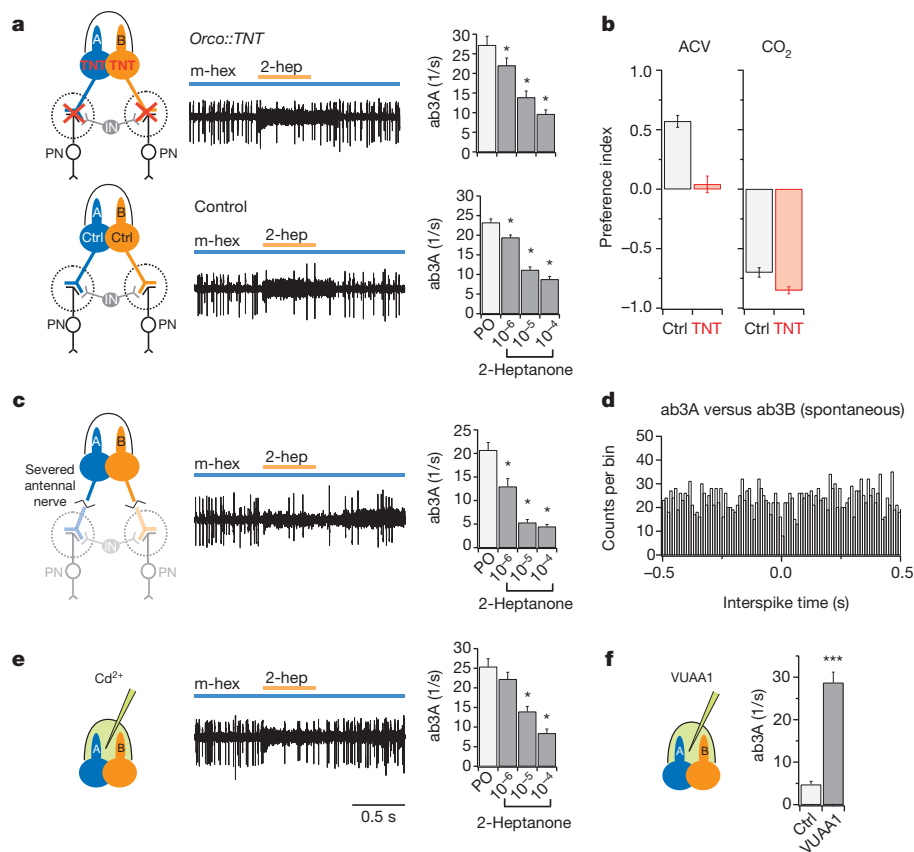 a
A
B
TNT
TNT
IN
PN
PN
Orco::TNT
m-hex
2-hep
ab3A (1/s)
30
25
20
15
10
5
0
*
*
*
A
B
Ctrl
Ctrl
IN
PN
PN
Control
m-hex
2-hep
ab3A (1/s)
30
25
20
15
10
5
0
*
*
*
PO
10−6
10−5
10−4
2-Heptanone
b
ACV
CO2
Preference index
1.0
0.5
0.0
−0.5
−1.0
Ctrl TNT
Ctrl TNT
c
A
B
Severed
antennal
nerve
IN
PN
PN
m-hex
2-hep
ab3A (1/s)
25
20
15
10
5
0
*
*
*
PO
10−6
10−5
10−4
2-Heptanone
d
ab3A versus ab3B (spontaneous)
Counts per bin
50
40
30
20
10
0
−0.5
0.0
0.5
Interspike time (s)
e
Cd2+
A
B
m-hex
2-hep
0.5 s
ab3A (1/s)
30
25
20
15
10
5
0
*
*
PO
10−6
10−5
10−4
2-Heptanone
f
VUAA1
A
B
ab3A (1/s)
30
20
10
0
***
Ctrl
VUAA1